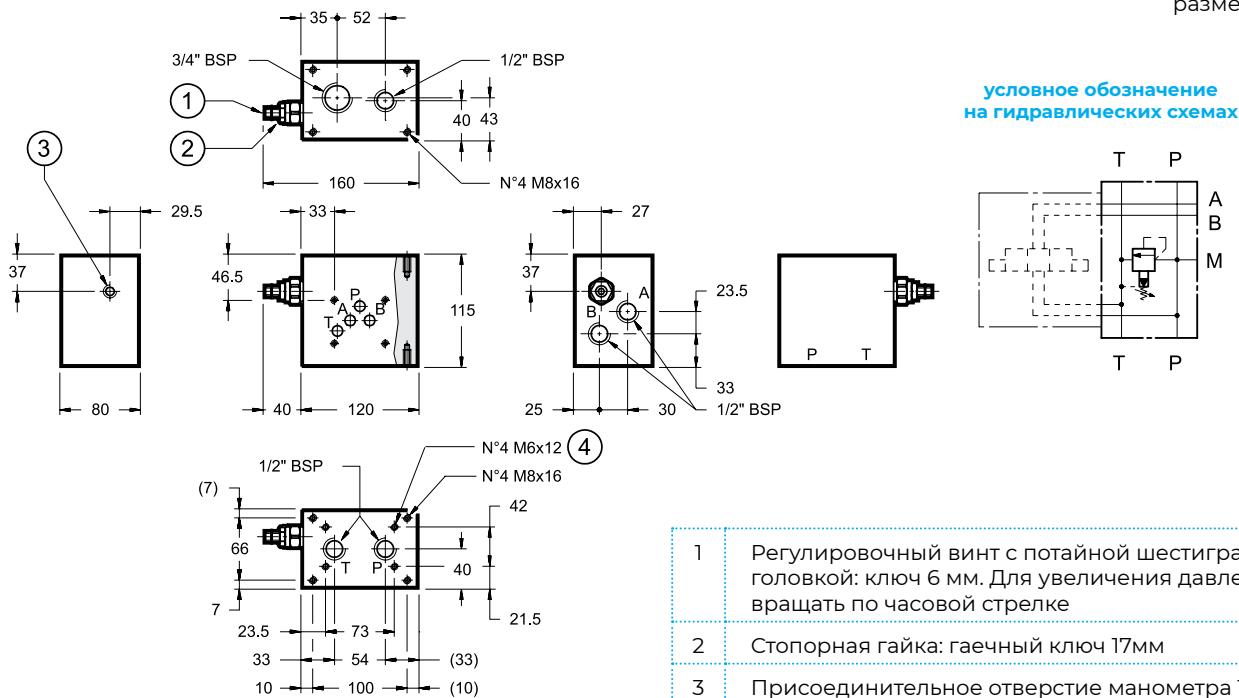 разме
35 52
3/4" BSP
1/2" BSP
1
2
40 43
160
N°4 M8x16
условное обозначение
на гидравлических схемах
3
29.5
37
80
33
46.5
P
A B
T
115
40 120
27
37
A
B
23.5
33
25 30
1/2" BSP
P T
T P
A
B
M
T P
N°4 M6x12 4
1/2" BSP
N°4 M8x16
(7)
42
66
T P
40
7
21.5
23.5 73
33 54 (33)
10 100 (10)
1 Регулировочный винт с потайной шестигра
головкой: ключ 6 мм. Для увеличения давле
вращать по часовой стрелке
2 Стопорная гайка: гаечный ключ 17мм
3 Присоединительное отверстие манометра